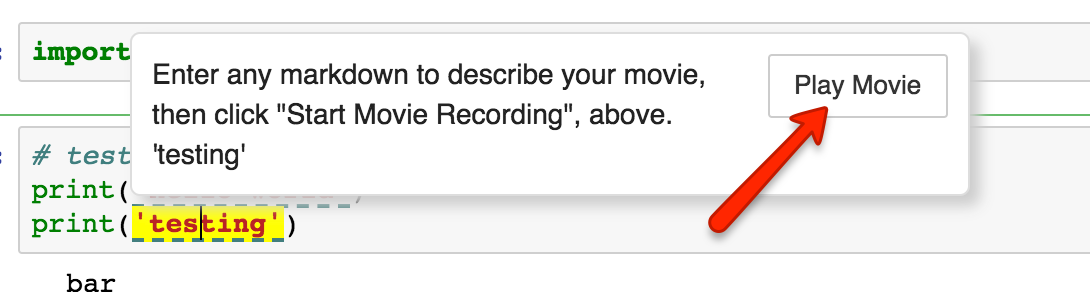 import
Enter any markdown to describe your movie,
then click "Start Movie Recording", above.
'testing'
Play Movie
# test
print(
print('testing')
bar